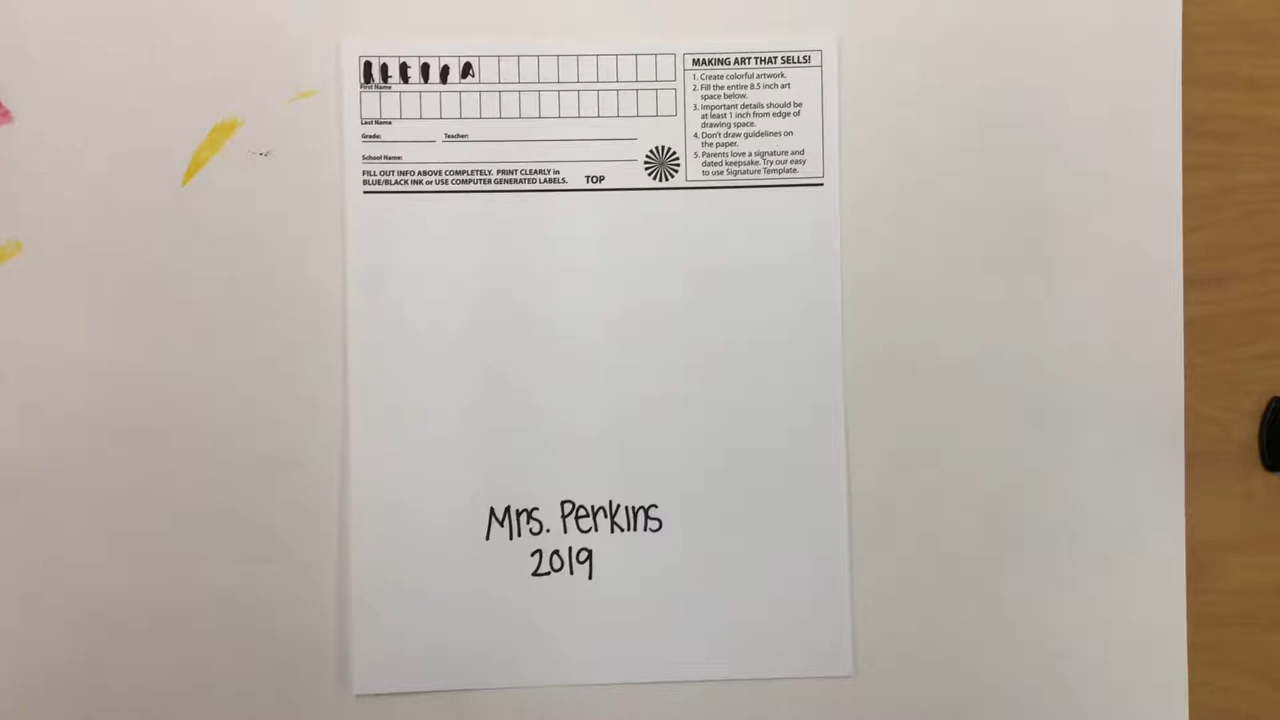 First Name
Last Name
Grade:
Teacher:
School Name:
FILL OUT INFO ABOVE COMPLETELY. PRINT CLEARLY in
BLUE/BLACK INK or USE COMPUTER GENERATED LABELS.
TOP
MAKING ART THAT SELLS!
1. Create colorful artwork.
2. Fill the entire 8.5 inch art
space below.
3. Important details should be
at least 1 inch from edge of
drawing space.
4. Don't draw guidelines on
the paper.
5. Parents love a signature and
dated keepsake. Try our easy
to use Signature Template.
Mrs. Perkins
2019